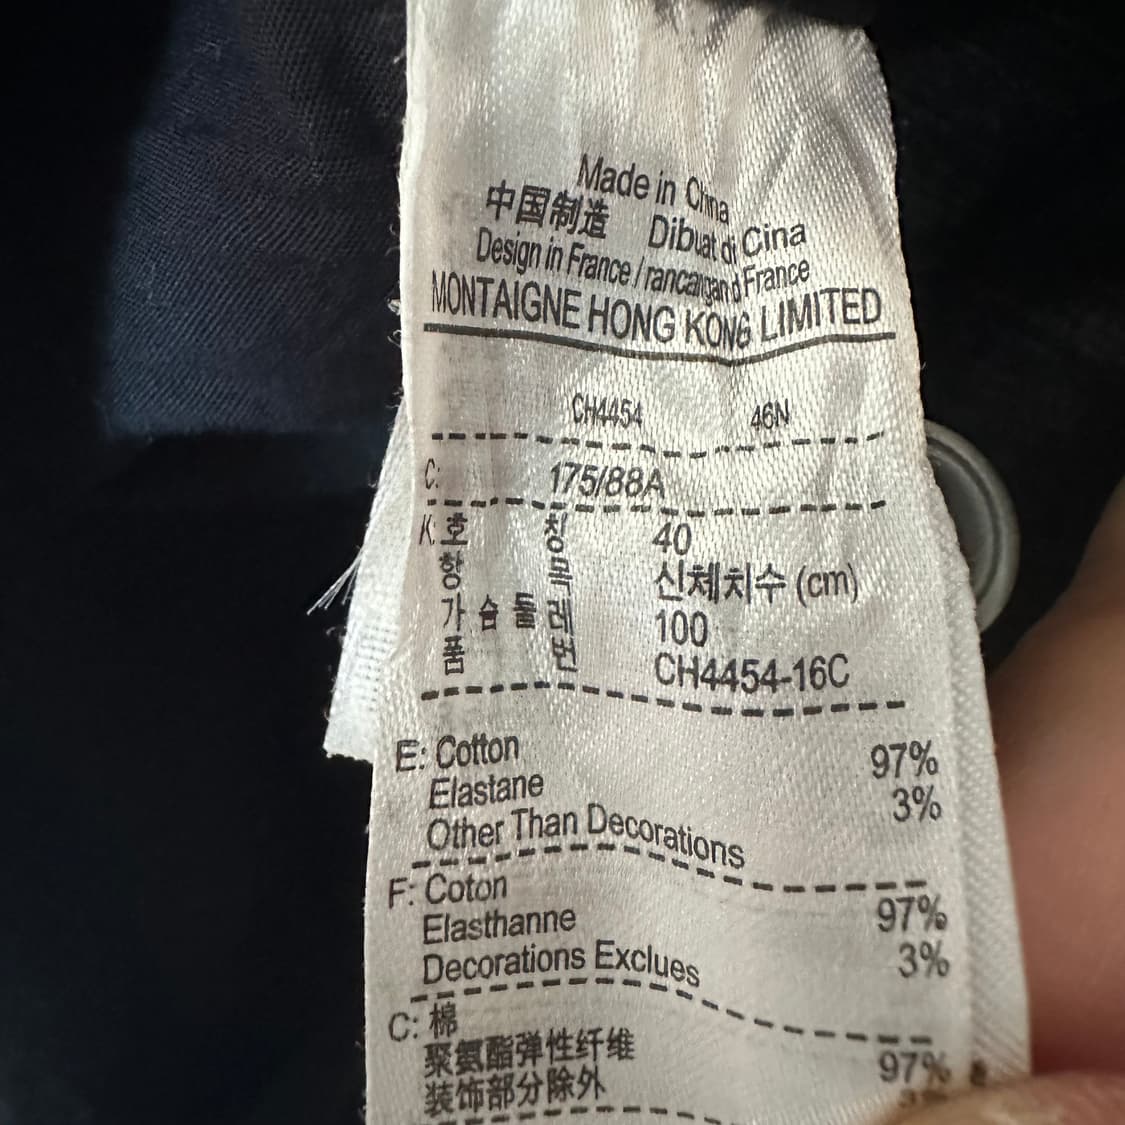 Made in China
中国制造 Dibuat di Cina
Design in France / rancangand France
MONTAIGNE HONG KONG LIMITED
CH4454 46N
C: 175/88A
K: 호 칭 40
항 목 신체치수 (cm)
가 슴 둘 레 100
품 번 CH4454-16C
E: Cotton 97%
Elastane 3%
Other Than Decorations
F: Coton 97%
Elasthanne 3%
Decorations Exclues
C: 棉 97%
聚氨酯弹性纤维
装饰部分除外